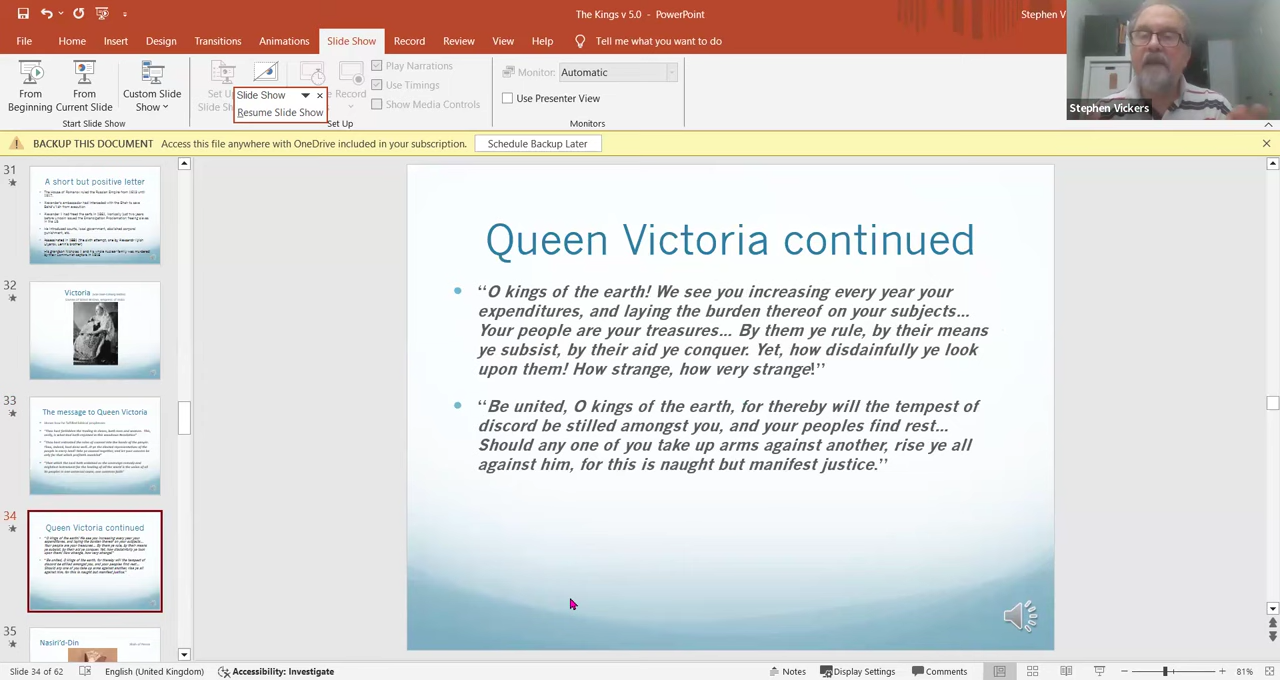 The Kings v 5.0 - PowerPoint
Stephen V
File Home Insert Design Transitions Animations Slide Show Record Review View Help Tell me what you want to do
From Beginning
From Current Slide
Custom Slide Show
Set Up
Slide Show
Record
Play Narrations
Use Timings
Show Media Controls
Monitor: Automatic
Use Presenter View
Slide Show
Resume Slide Show
Start Slide Show
Set Up
Monitors
Stephen Vickers
BACKUP THIS DOCUMENT Access this file anywhere with OneDrive included in your subscription. Schedule Backup Later
31
A short but positive letter
32
Victoria
33
The message to Queen Victoria
34
Queen Victoria continued
35
Nasiri'd-Din
Queen Victoria continued
“O kings of the earth! We see you increasing every year your
expenditures, and laying the burden thereof on your subjects...
Your people are your treasures... By them ye rule, by their means
ye subsist, by their aid ye conquer. Yet, how disdainfully ye look
upon them! How strange, how very strange!”
“Be united, O kings of the earth, for thereby will the tempest of
discord be stilled amongst you, and your peoples find rest...
Should any one of you take up arms against another, rise ye all
against him, for this is naught but manifest justice.”
Slide 34 of 62 English (United Kingdom) Accessibility: Investigate Notes Display Settings Comments 81%